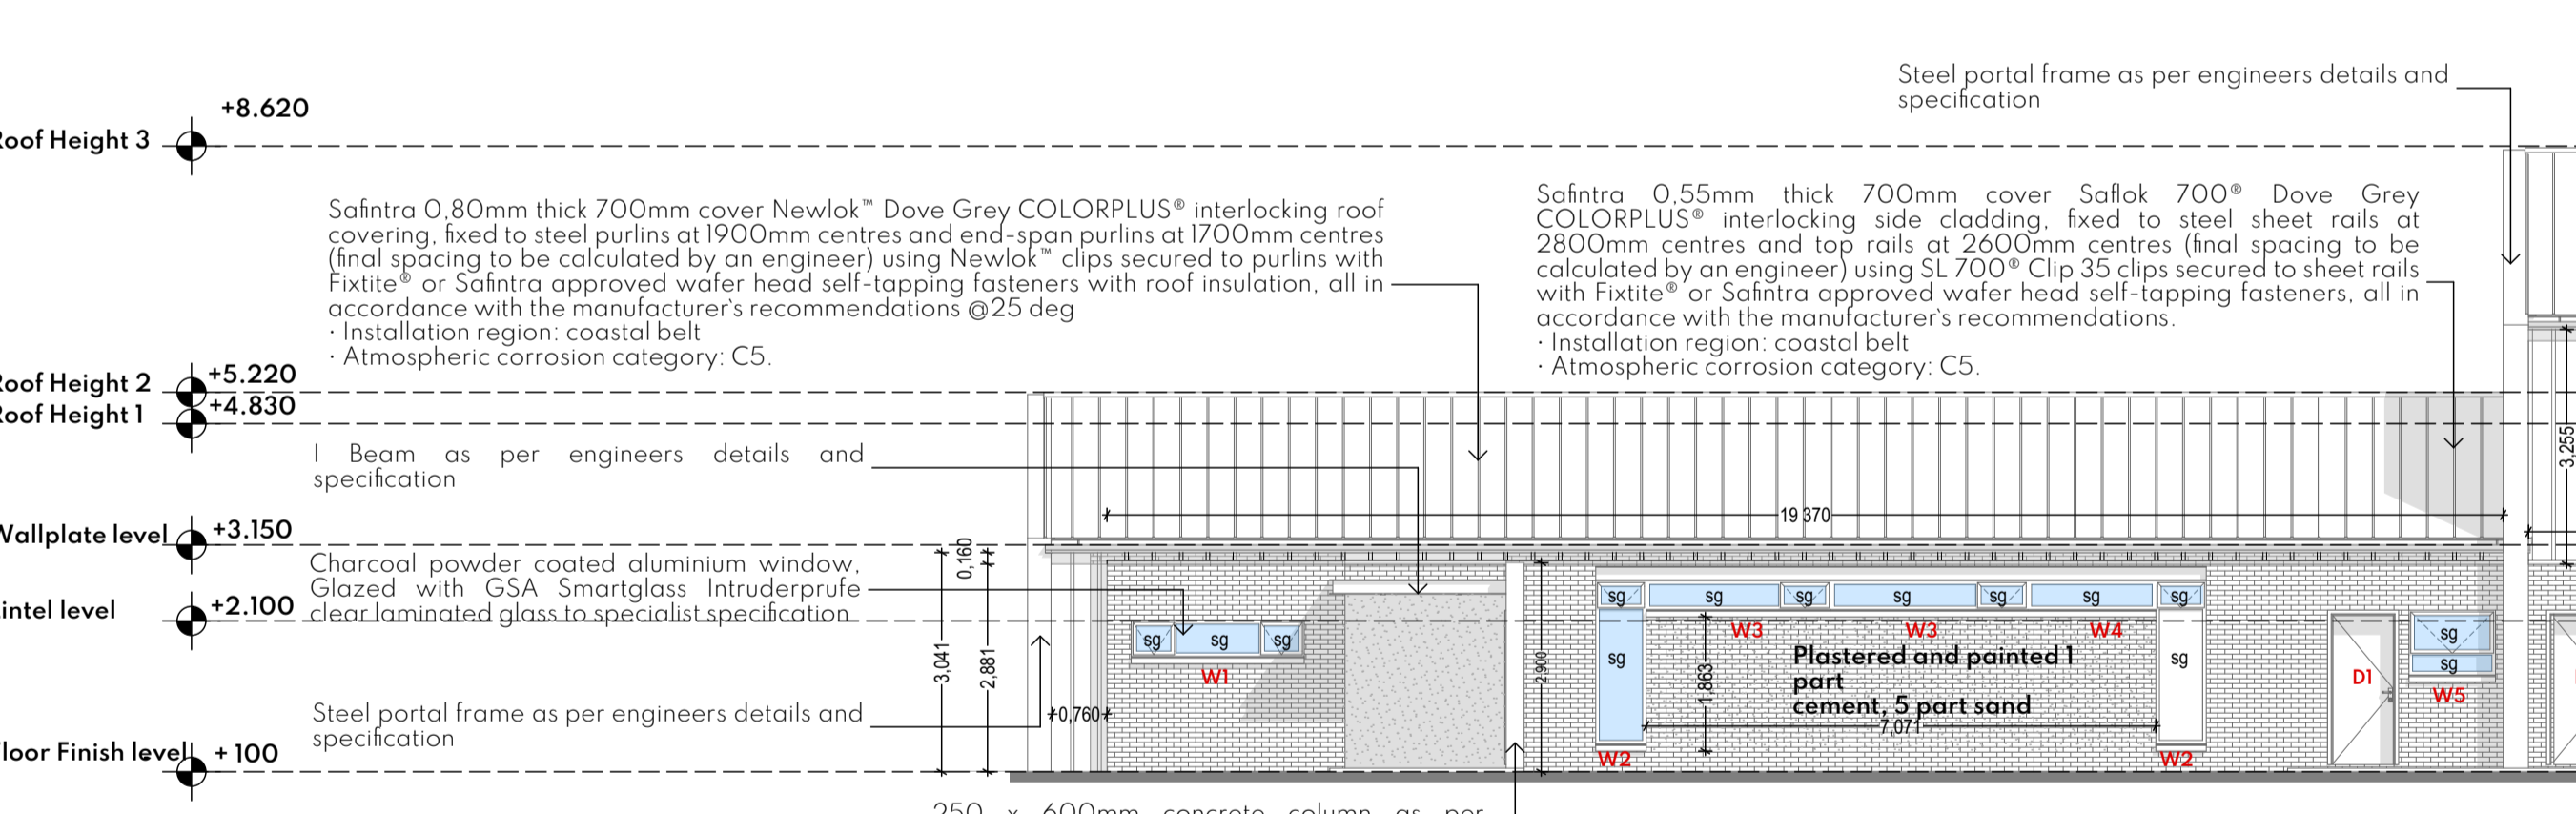 Steel portal frame as per engineers details and
specification
+8.620
Roof Height 3
Safintra 0,80mm thick 700mm cover Newlok™ Dove Grey COLORPLUS® interlocking roof
covering, fixed to steel purlins at 1900mm centres and end-span purlins at 1700mm centres
(final spacing to be calculated by an engineer) using Newlok™ clips secured to purlins with
Fixtite® or Safintra approved wafer head self-tapping fasteners with roof insulation, all in
accordance with the manufacturer`s recommendations @25 deg
· Installation region: coastal belt
· Atmospheric corrosion category: C5.
Safintra 0,55mm thick 700mm cover Saflok 700® Dove Grey
COLORPLUS® interlocking side cladding, fixed to steel sheet rails at
2800mm centres and top rails at 2600mm centres (final spacing to be
calculated by an engineer) using SL 700® Clip 35 clips secured to sheet rails
with Fixtite® or Safintra approved wafer head self-tapping fasteners, all in
accordance with the manufacturer`s recommendations.
· Installation region: coastal belt
· Atmospheric corrosion category: C5.
+5.220
Roof Height 2
+4.830
Roof Height 1
I Beam as per engineers details and
specification
3,255
19 370
+3.150
Wallplate level
0,160
Charcoal powder coated aluminium window,
Glazed with GSA Smartglass Intruderprufe
clear laminated glass to specialist specification
+2.100
Lintel level
sg sg sg sg sg sg sg
sg sg sg
W1
W3 W3 W4
sg
sg
sg
sg
D1
W5
3,041
2,881
2,900
1,863
Plastered and painted 1
part
cement, 5 part sand
7,071
0,760
Steel portal frame as per engineers details and
specification
W2 W2
Floor Finish level
+ 100
250 x 600mm concrete column as per